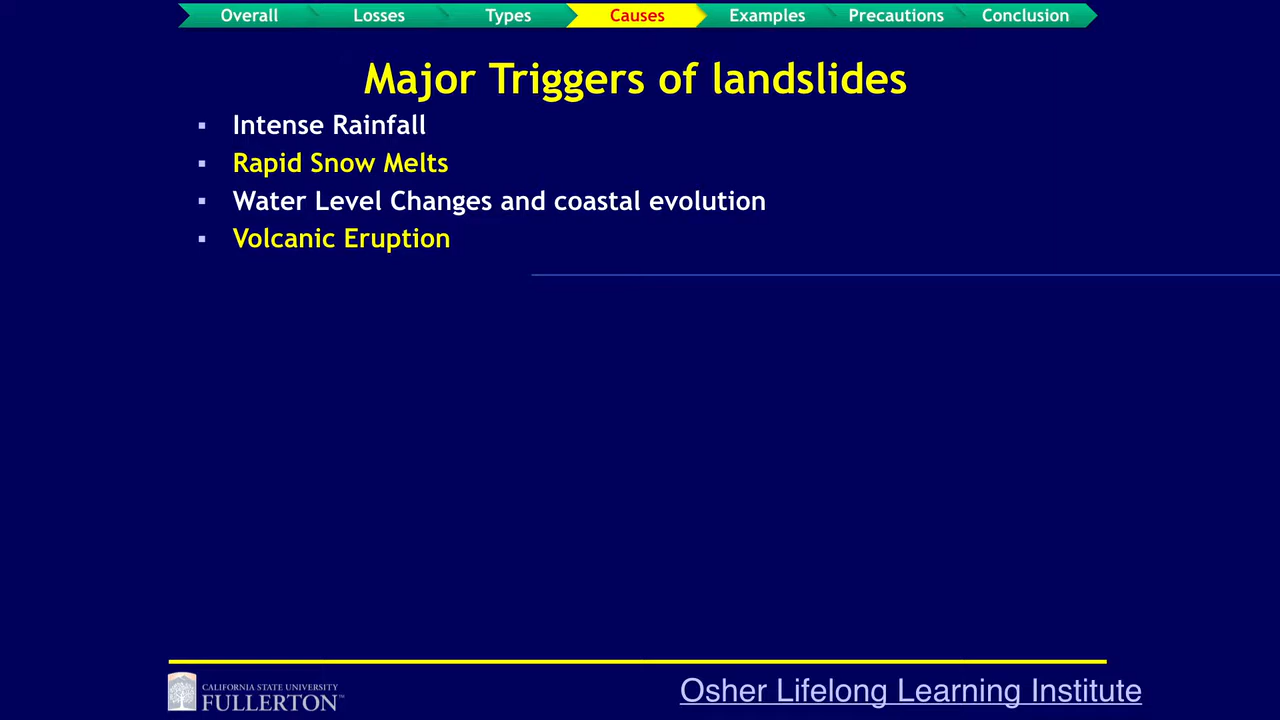 Overall Losses Types Causes Examples Precautions Conclusion
Major Triggers of landslides
▪ Intense Rainfall
▪ Rapid Snow Melts
▪ Water Level Changes and coastal evolution
▪ Volcanic Eruption
CALIFORNIA STATE UNIVERSITY
FULLERTON™
Osher Lifelong Learning Institute